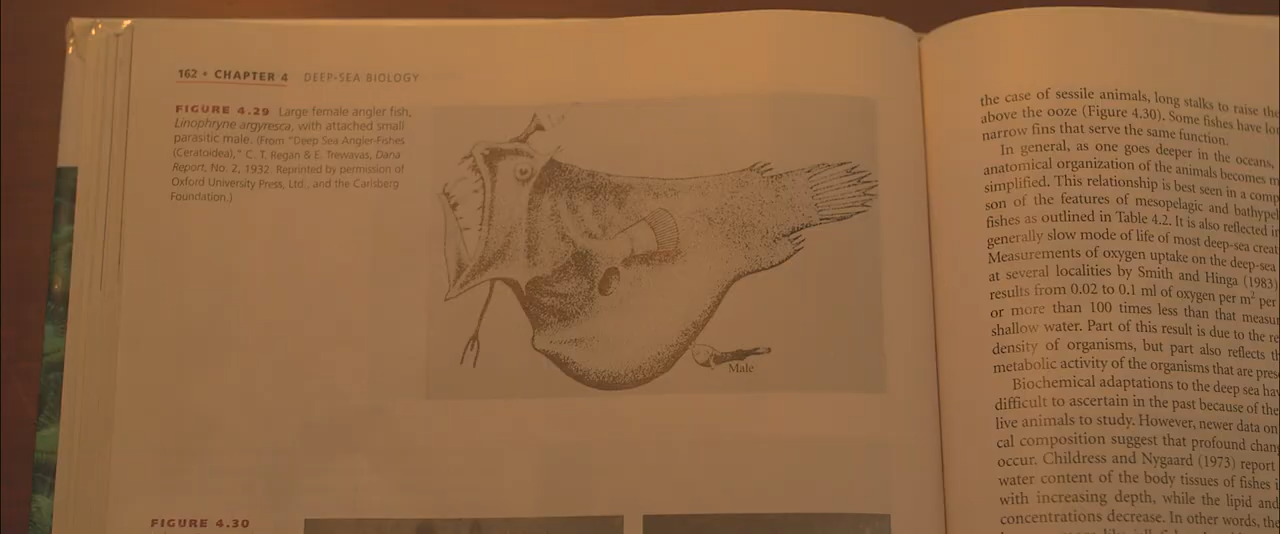 162 • CHAPTER 4 DEEP-SEA BIOLOGY
FIGURE 4.29 Large female angler fish,
Linophryne argyresca, with attached small
parasitic male. (From "Deep Sea Angler-Fishes
(Ceratoidea)," C. T. Regan & E. Trewavas, Dana
Report, No. 2, 1932. Reprinted by permission of
Oxford University Press, Ltd., and the Carlsberg
Foundation.)
Male
FIGURE 4.30
the case of sessile animals, long stalks to raise the
above the ooze (Figure 4.30). Some fishes have
narrow fins that serve the same function.
In general, as one goes deeper in the oceans,
anatomical organization of the animals becomes
simplified. This relationship is best seen in a comp
son of the features of mesopelagic and bathypel
fishes as outlined in Table 4.2. It is also reflected
generally slow mode of life of most deep-sea creat
Measurements of oxygen uptake on the deep-sea
at several localities by Smith and Hinga (1983)
results from 0.02 to 0.1 ml of oxygen per m² per
or more than 100 times less than that measu
shallow water. Part of this result is due to the re
density of organisms, but part also reflects th
metabolic activity of the organisms that are pres
Biochemical adaptations to the deep sea hav
difficult to ascertain in the past because of the
live animals to study. However, newer data on
cal composition suggest that profound chan
occur. Childress and Nygaard (1973) report
water content of the body tissues of fishes i
with increasing depth, while the lipid and
concentrations decrease. In other words, the